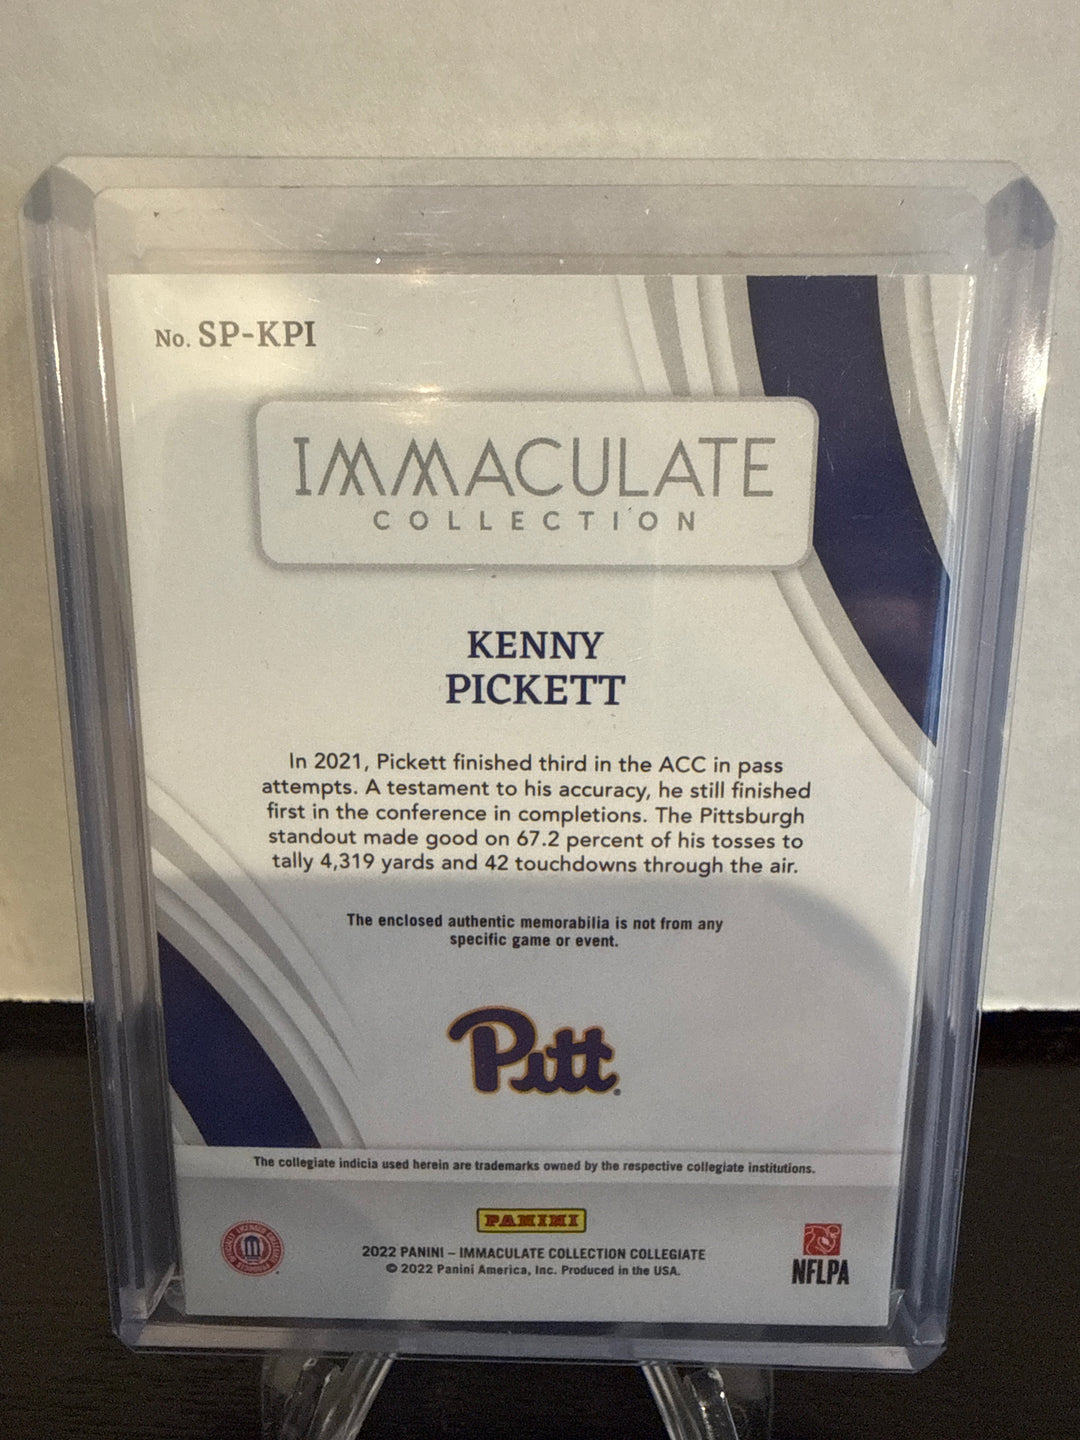 No. SP-KPI
IMMACULATE
COLLECTION
KENNY
PICKETT
In 2021, Pickett finished third in the ACC in pass
attempts. A testament to his accuracy, he still finished
first in the conference in completions. The Pittsburgh
standout made good on 67.2 percent of his tosses to
tally 4,319 yards and 42 touchdowns through the air.
The enclosed authentic memorabilia is not from any
specific game or event.
Pitt
The collegiate indicia used herein are trademarks owned by the respective collegiate institutions.
PANINI
2022 PANINI – IMMACULATE COLLECTION COLLEGIATE
© 2022 Panini America, Inc. Produced in the USA.
NFLPA